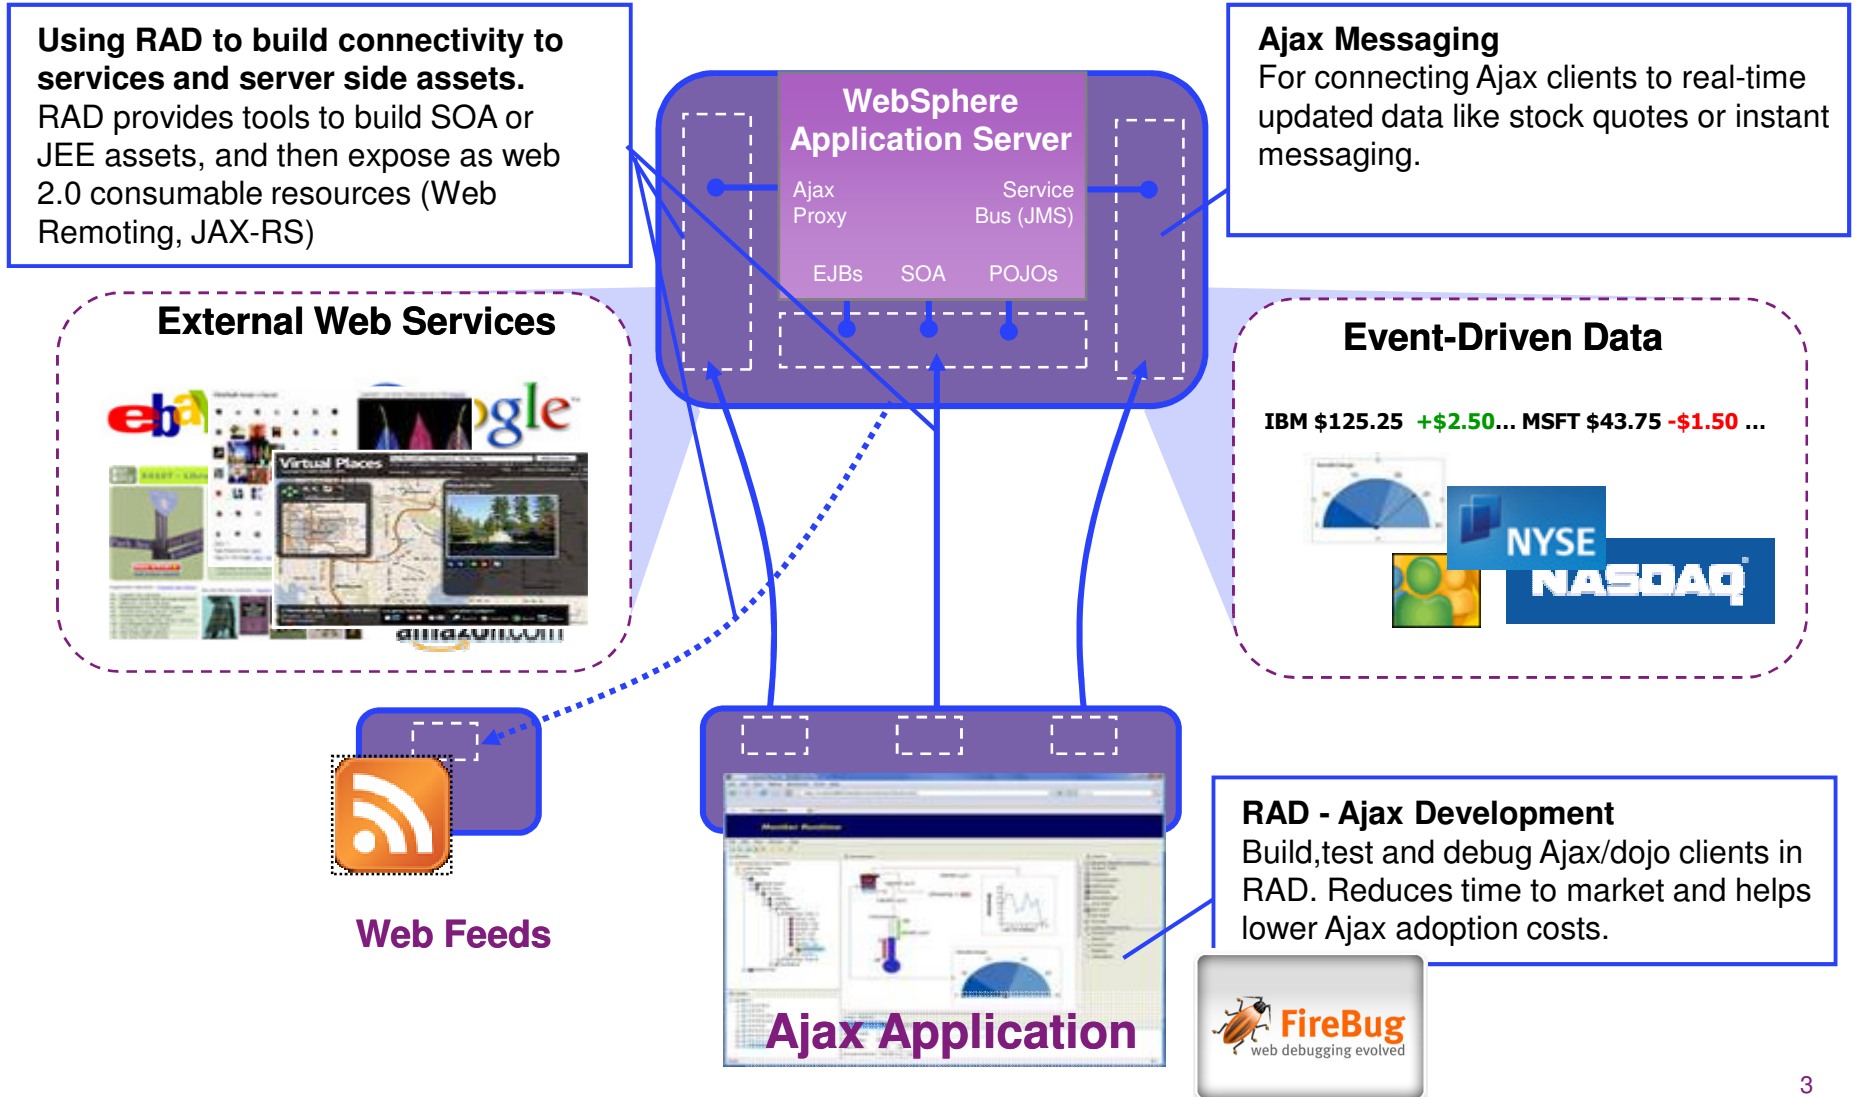 Using RAD to build connectivity to
services and server side assets.
RAD provides tools to build SOA or
JEE assets, and then expose as web
2.0 consumable resources (Web
Remoting, JAX-RS)
WebSphere
Application Server
Ajax
Proxy
Service
Bus (JMS)
EJBs SOA POJOs
Ajax Messaging
For connecting Ajax clients to real-time
updated data like stock quotes or instant
messaging.
External Web Services
Virtual Places
amazon.com
Event-Driven Data
IBM $125.25 +$2.50... MSFT $43.75 -$1.50 ...
NYSE
NASDAQ
Web Feeds
Monitor Runtime
Ajax Application
RAD - Ajax Development
Build,test and debug Ajax/dojo clients in
RAD. Reduces time to market and helps
lower Ajax adoption costs.
FireBug
web debugging evolved
3